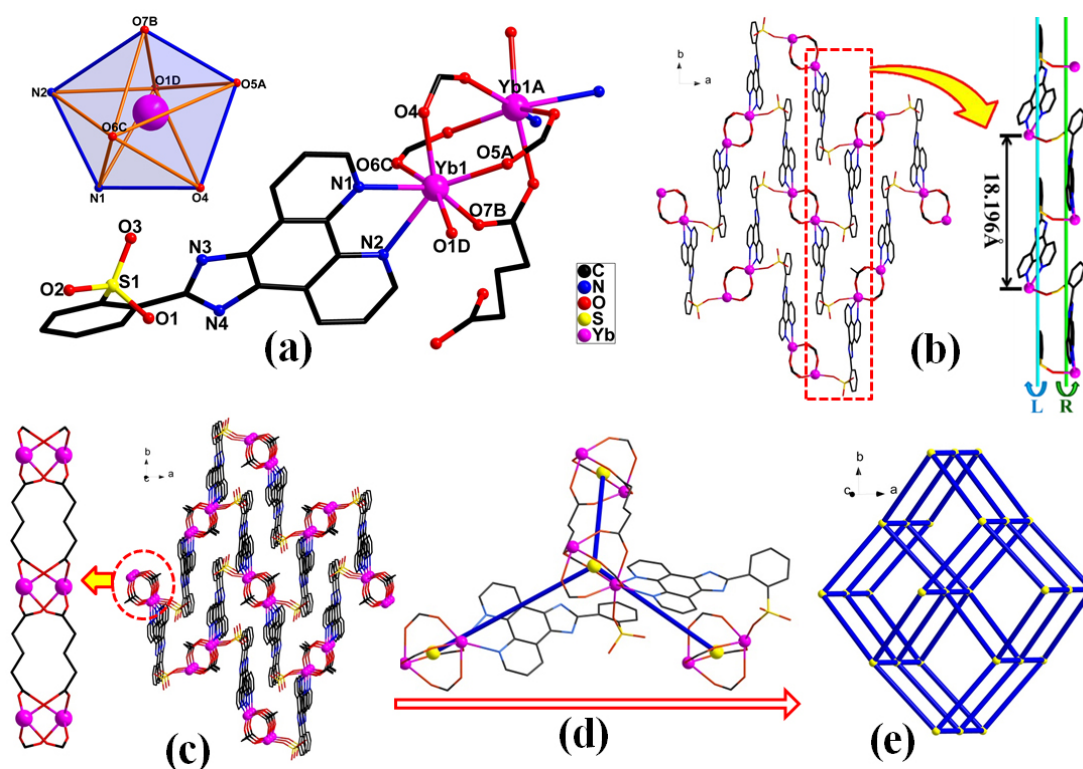 O7B
N2
O1D
O5A
O6C
N1
O4
Yb1A
O4
O6C
O5A
Yb1
N1
O7B
N2
O1D
O3
N3
S1
O2
O1
N4
C
N
O
S
Yb
(a)
b
a
(b)
18.196Å
L
R
b
c
a
(c)
(d)
b
c
a
(e)